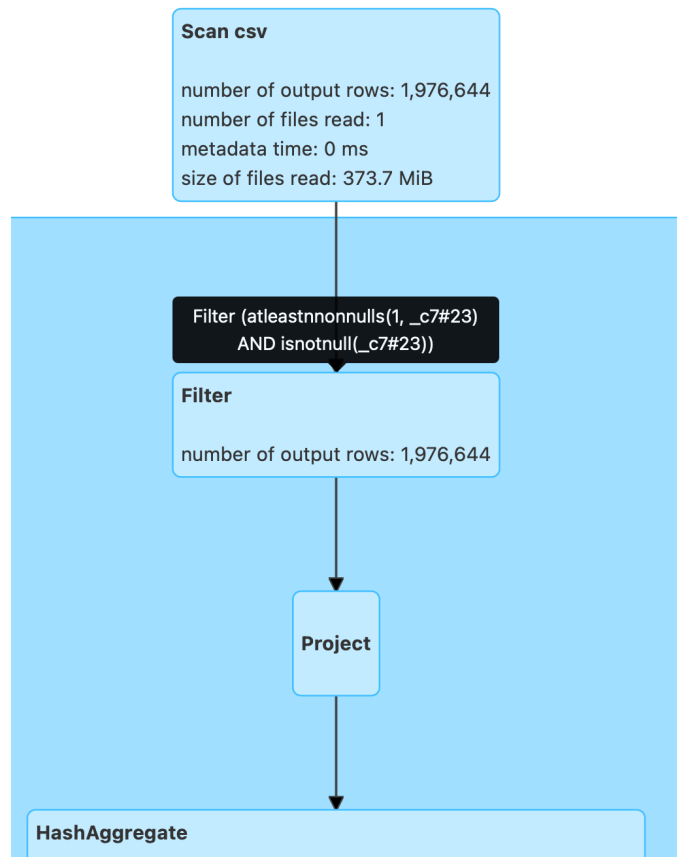 Scan csv
number of output rows: 1,976,644
number of files read: 1
metadata time: 0 ms
size of files read: 373.7 MiB
Filter (atleastnnonnulls(1, _c7#23)
AND isnotnull(_c7#23))
Filter
number of output rows: 1,976,644
Project
HashAggregate